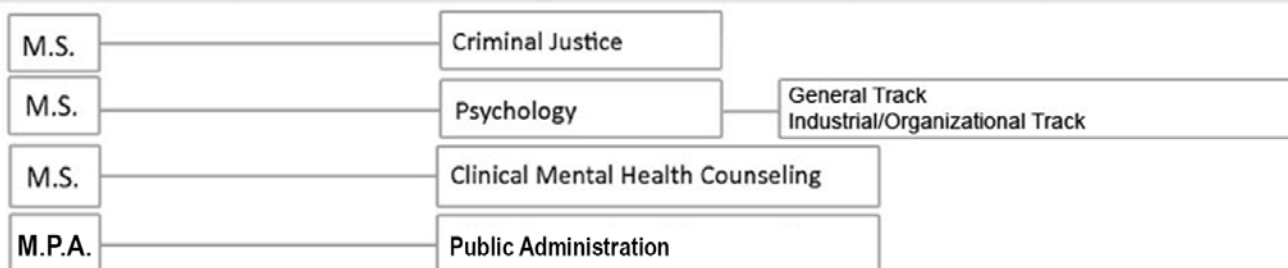 M.S. Criminal Justice
M.S. Psychology General Track
Industrial/Organizational Track
M.S. Clinical Mental Health Counseling
M.P.A. Public Administration